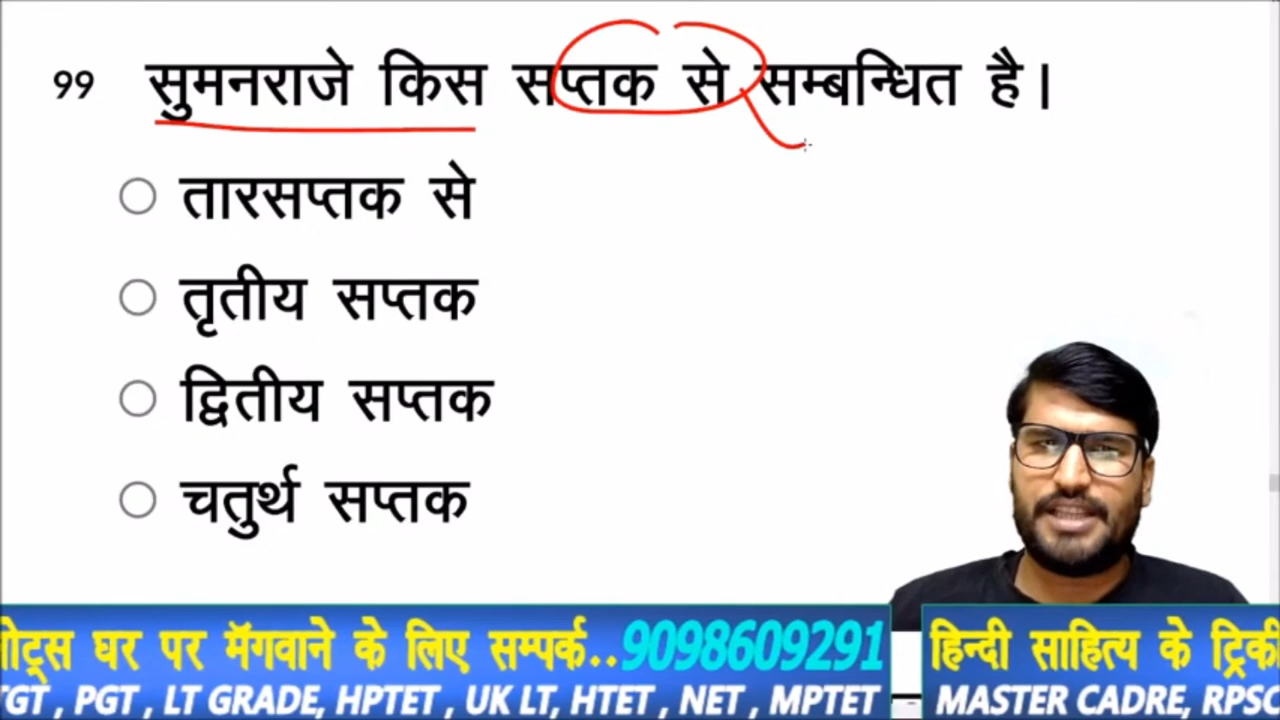 99 सुमनराजे किस सप्तक से सम्बन्धित है।
तारसप्तक से
तृतीय सप्तक
द्वितीय सप्तक
चतुर्थ सप्तक
घर पर मॅगवाने के लिए सम्पर्क..9098609291
हिन्दी साहित्य के
, PGT , LT GRADE, HPTET , UK LT, HTET , NET , MPTET
MASTER CADRE, RPSC